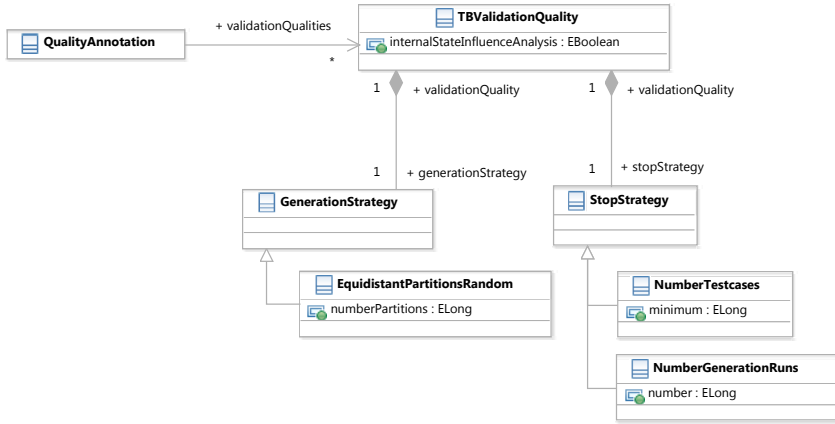 TBValidationQuality
+ validationQualities
QualityAnnotation
internalStateInfluenceAnalysis : EBoolean
*
1
+ validationQuality
1
+ validationQuality
1
+ generationStrategy
1
+ stopStrategy
GenerationStrategy
StopStrategy
EquidistantPartitionsRandom
numberPartitions : ELong
NumberTestcases
minimum : ELong
NumberGenerationRuns
number : ELong